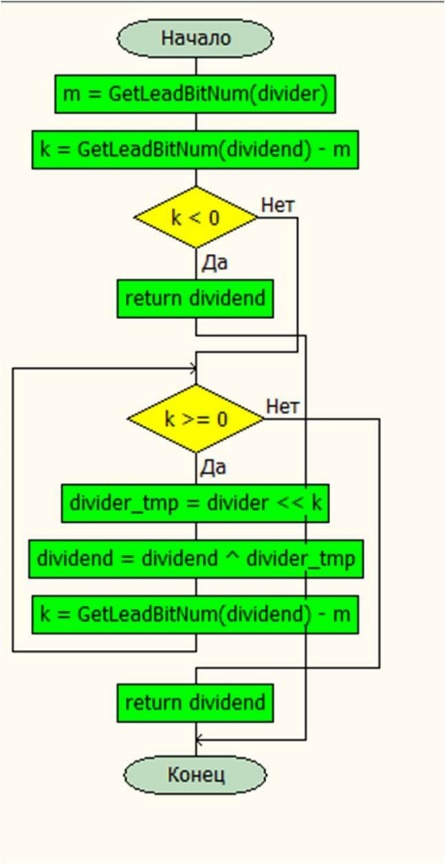 Начало
m = GetLeadBitNum(divider)
k = GetLeadBitNum(dividend) - m
k < 0
Нет
Да
return dividend
k >= 0
Нет
Да
divider_tmp = divider << k
dividend = dividend ^ divider_tmp
k = GetLeadBitNum(dividend) - m
return dividend
Конец